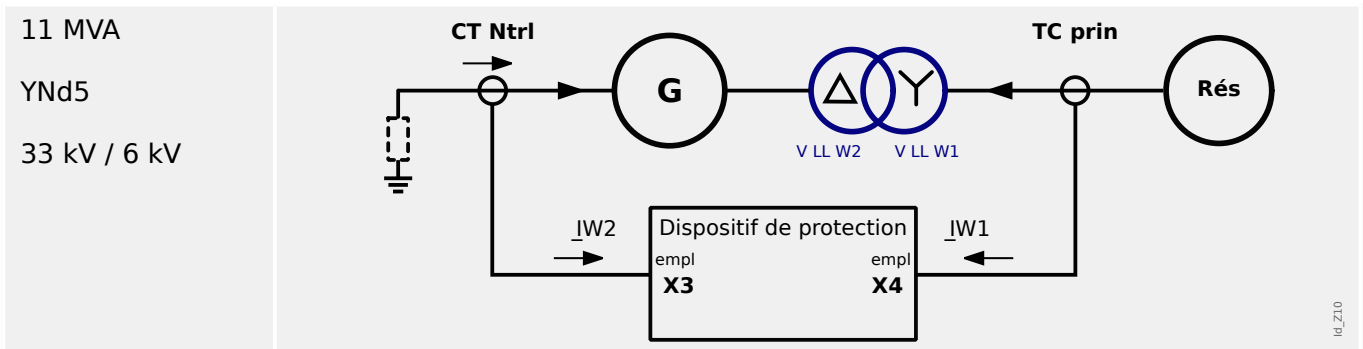 11 MVA
YNd5
33 kV / 6 kV
CT Ntrl
TC prin
G
Rés
V LL W2
V LL W1
_IW2
Dispositif de protection
_IW1
empl
empl
X3
X4
Id_Z10